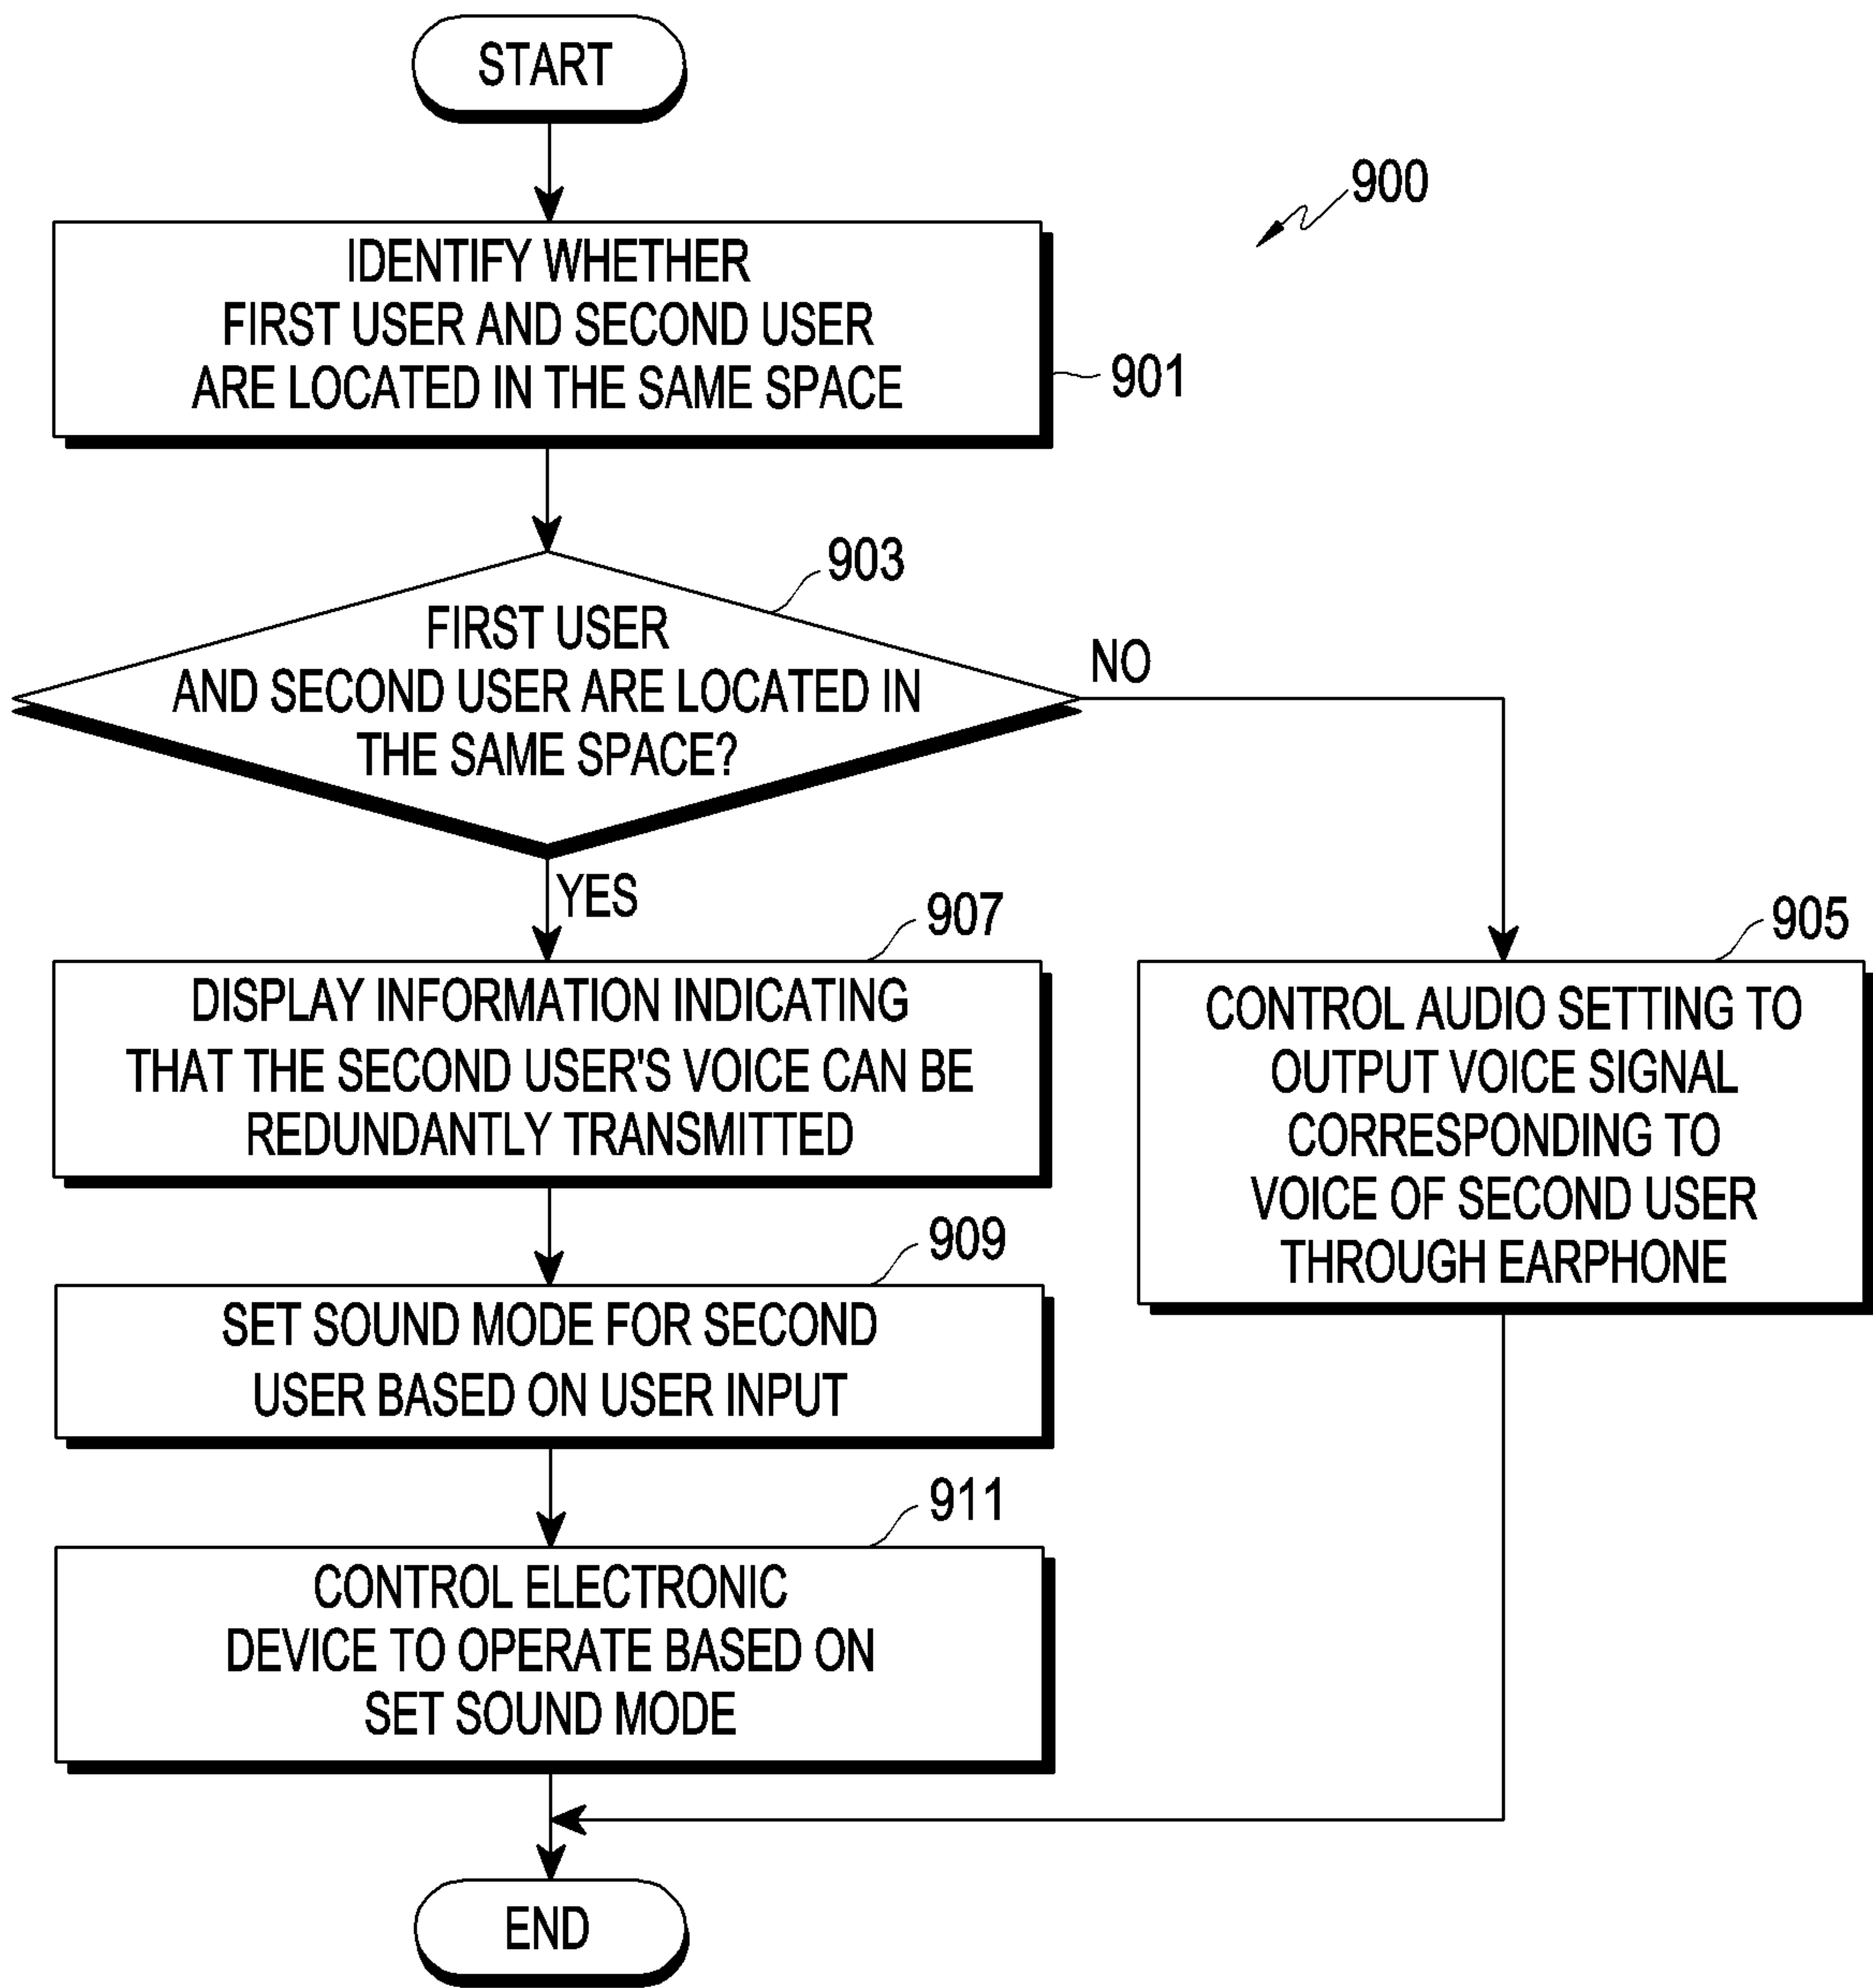 START
900
IDENTIFY WHETHER
FIRST USER AND SECOND USER
ARE LOCATED IN THE SAME SPACE
901
903
FIRST USER
AND SECOND USER ARE LOCATED IN
THE SAME SPACE?
NO
YES
907
DISPLAY INFORMATION INDICATING
THAT THE SECOND USER'S VOICE CAN BE
REDUNDANTLY TRANSMITTED
905
CONTROL AUDIO SETTING TO
OUTPUT VOICE SIGNAL
CORRESPONDING TO
VOICE OF SECOND USER
THROUGH EARPHONE
909
SET SOUND MODE FOR SECOND
USER BASED ON USER INPUT
911
CONTROL ELECTRONIC
DEVICE TO OPERATE BASED ON
SET SOUND MODE
END